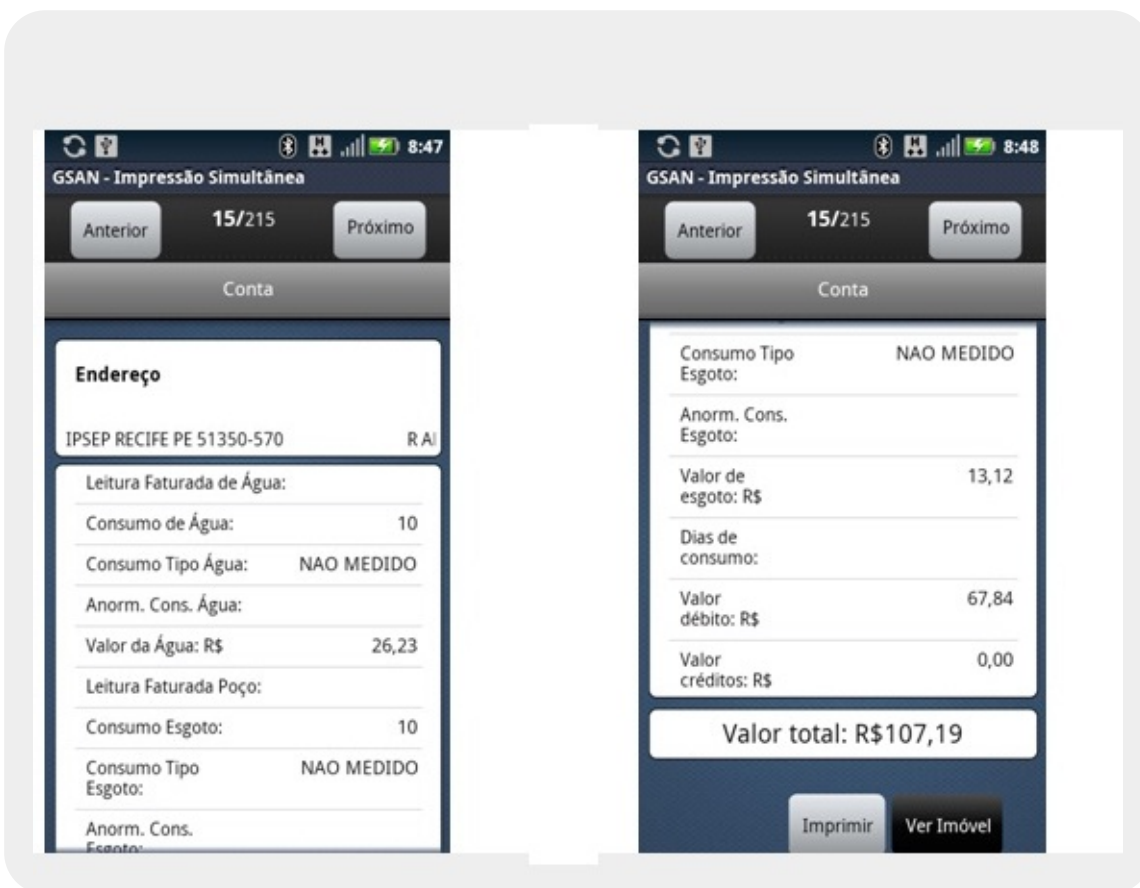 8:47
GSAN - Impressão Simultânea
Anterior
15/215
Próximo
Conta
Endereço
IPSEP RECIFE PE 51350-570 R Al
Leitura Faturada de Água:
Consumo de Água: 10
Consumo Tipo Água: NAO MEDIDO
Anorm. Cons. Água:
Valor da Água: R$ 26,23
Leitura Faturada Poço:
Consumo Esgoto: 10
Consumo Tipo NAO MEDIDO
Esgoto:
Anorm. Cons.
Esgoto:
8:48
GSAN - Impressão Simultânea
Anterior
15/215
Próximo
Conta
Consumo Tipo NAO MEDIDO
Esgoto:
Anorm. Cons.
Esgoto:
Valor de 13,12
esgoto: R$
Dias de
consumo:
Valor 67,84
débito: R$
Valor 0,00
créditos: R$
Valor total: R$107,19
Imprimir
Ver Imóvel